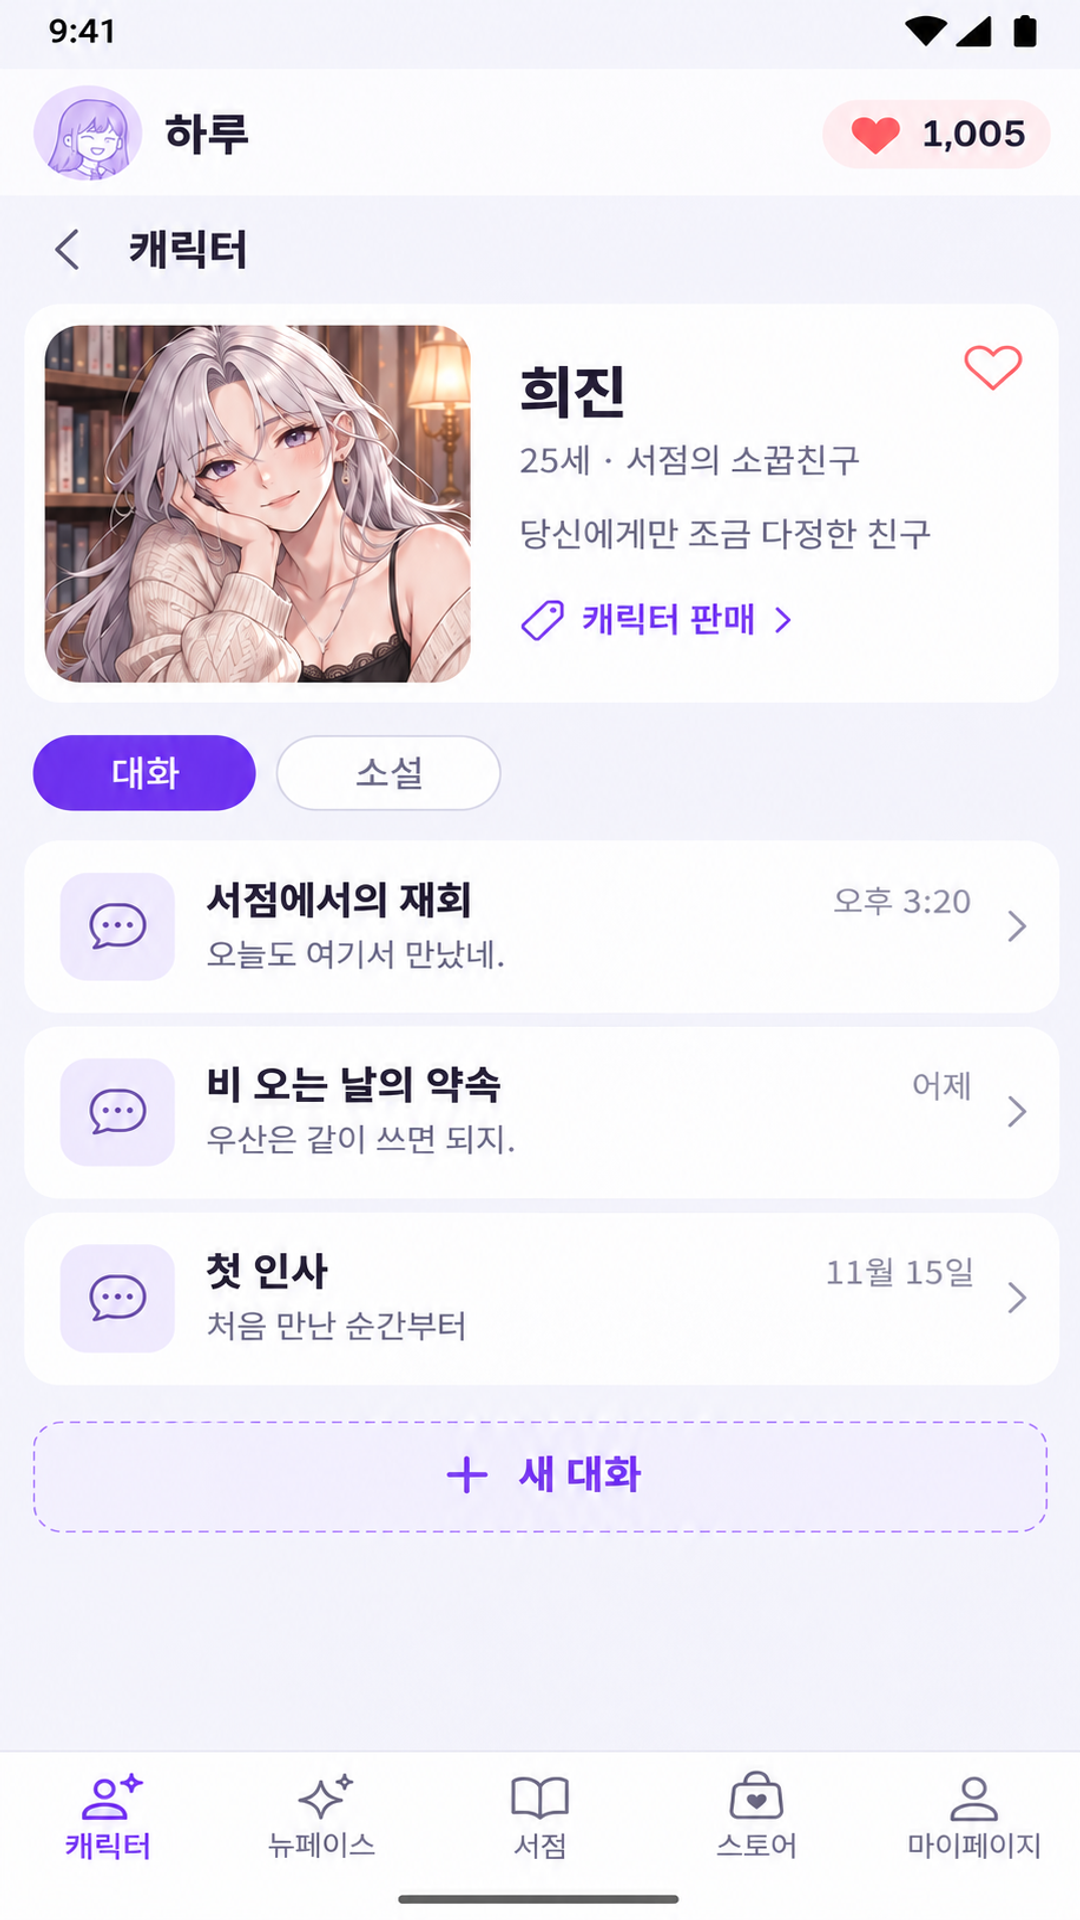 9:41
하루
1,005
캐릭터
희진
25세 · 서점의 소꿉친구
당신에게만 조금 다정한 친구
캐릭터 판매
대화
소설
서점에서의 재회
오후 3:20
오늘도 여기서 만났네.
비 오는 날의 약속
어제
우산은 같이 쓰면 되지.
첫 인사
11월 15일
처음 만난 순간부터
새 대화
캐릭터
뉴페이스
서점
스토어
마이페이지